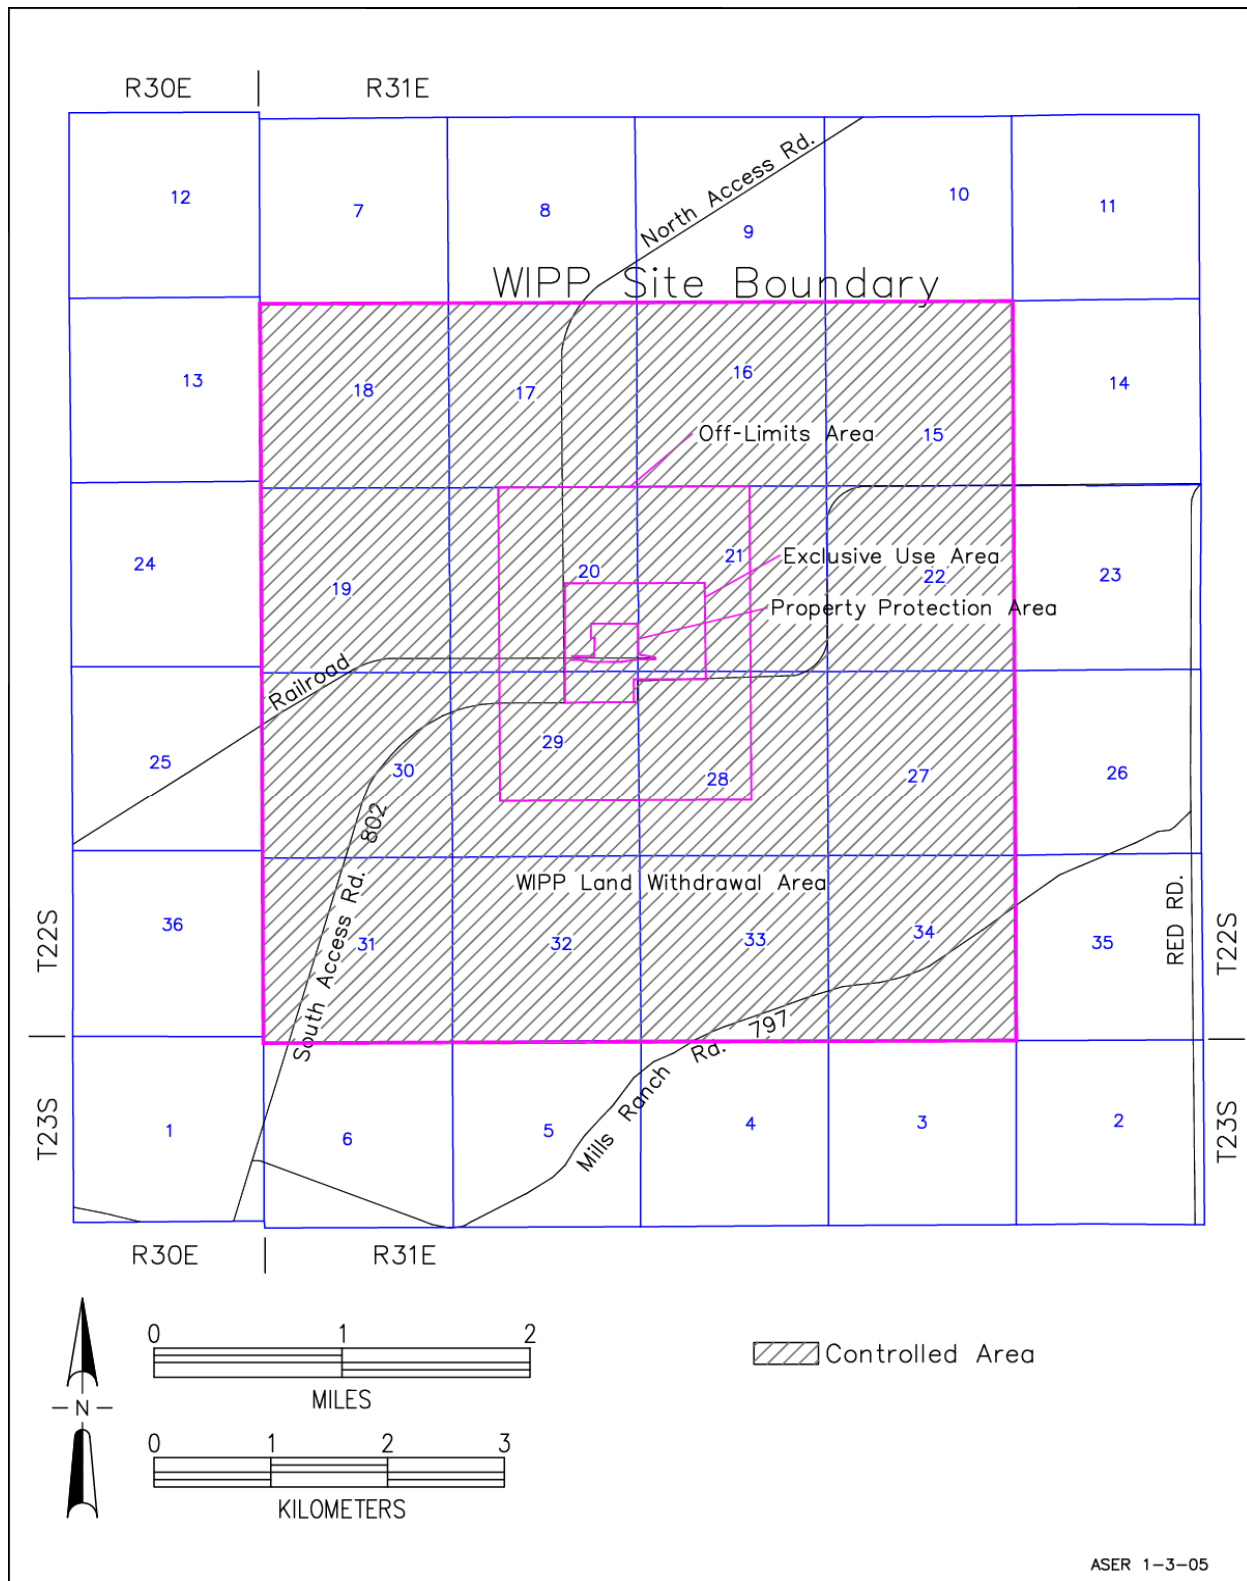 R30E R31E
12 7 8 9 10 11
North Access Rd.
WIPP Site Boundary
13 18 17 16 15 14
Off-Limits Area
24 19 20 21 22 23
Exclusive Use Area
Property Protection Area
Railroad
25 30 29 28 27 26
802
WIPP Land Withdrawal Area
36 31 32 33 34 35
South Access Rd.
RED RD.
T22S T22S
797
Mills Ranch Rd.
T23S T23S
1 6 5 4 3 2
R30E R31E
0 1 2
MILES
Controlled Area
N
0 1 2 3
KILOMETERS
ASER 1-3-05